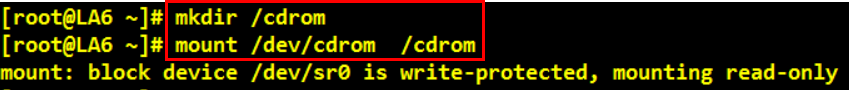 [root@LA6 ~]# mkdir /cdrom
[root@LA6 ~]# mount /dev/cdrom  /cdrom
mount: block device /dev/sr0 is write-protected, mounting read-only